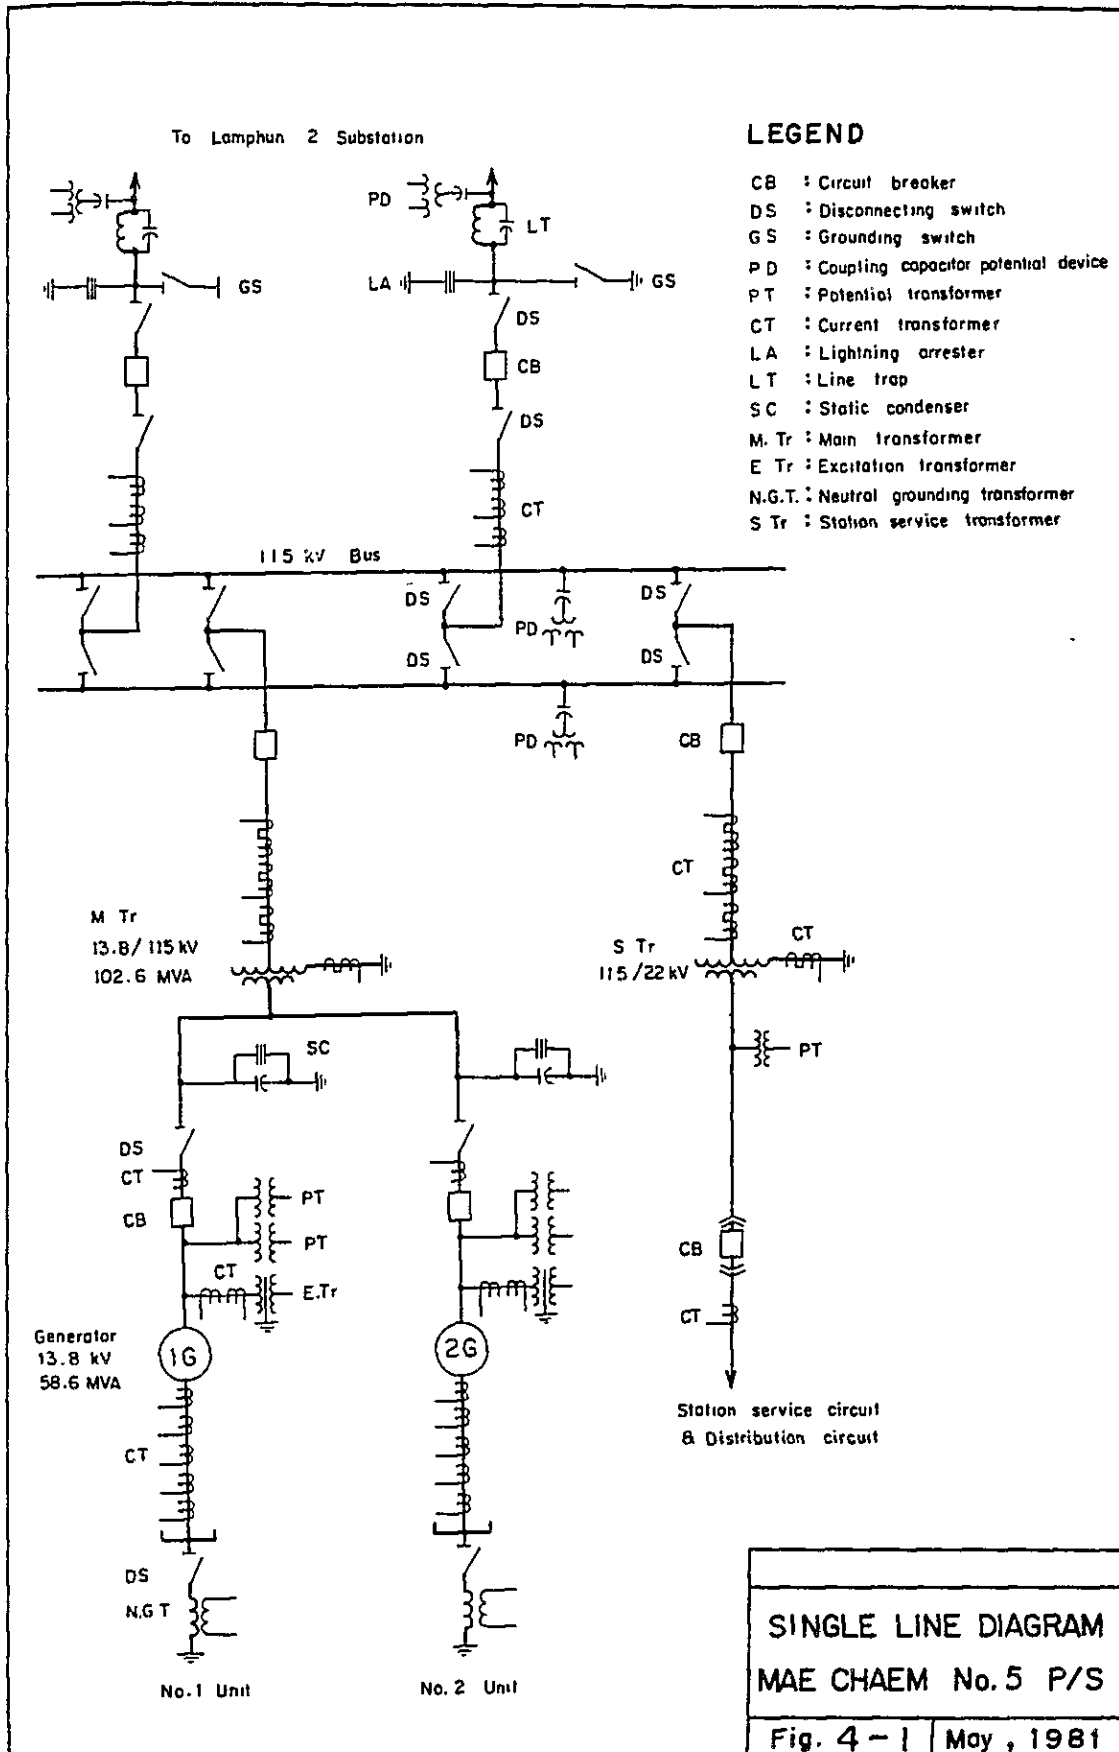 To Lamphun 2 Substation
PD
LT
GS
LA
GS
DS
CB
DS
CT
115 kV Bus
DS
DS
PD
DS
DS
PD
CB
CT
M Tr
13.8/115 kV
102.6 MVA
S Tr
115/22 kV
CT
SC
PT
DS
CT
CB
PT
PT
CT
E.Tr
CB
CT
Generator
13.8 kV
58.6 MVA
1G
2G
Station service circuit
& Distribution circuit
CT
DS
N.G T
No.1 Unit
No. 2 Unit
LEGEND
CB : Circuit breaker
DS : Disconnecting switch
GS : Grounding switch
PD : Coupling capacitor potential device
PT : Potential transformer
CT : Current transformer
LA : Lightning arrester
LT : Line trap
SC : Static condenser
M. Tr : Main transformer
E Tr : Excitation transformer
N.G.T. : Neutral grounding transformer
S Tr : Station service transformer
SINGLE LINE DIAGRAM
MAE CHAEM No. 5 P/S
Fig. 4-1 May, 1981